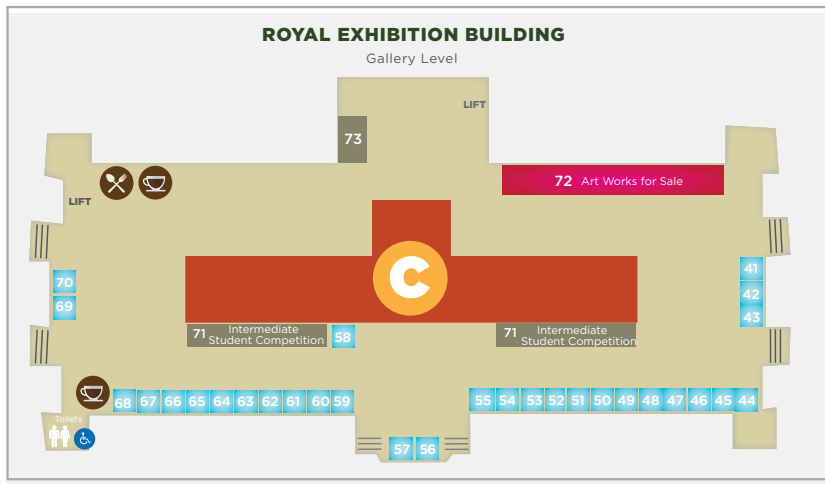 ROYAL EXHIBITION BUILDING
Gallery Level
LIFT
73
72 Art Works for Sale
LIFT
C
41
70
42
69
43
71 Intermediate
Student Competition
58
71 Intermediate
Student Competition
68 67 66 65 64 63 62 61 60 59
55 54 53 52 51 50 49 48 47 46 45 44
Toilets
57 56